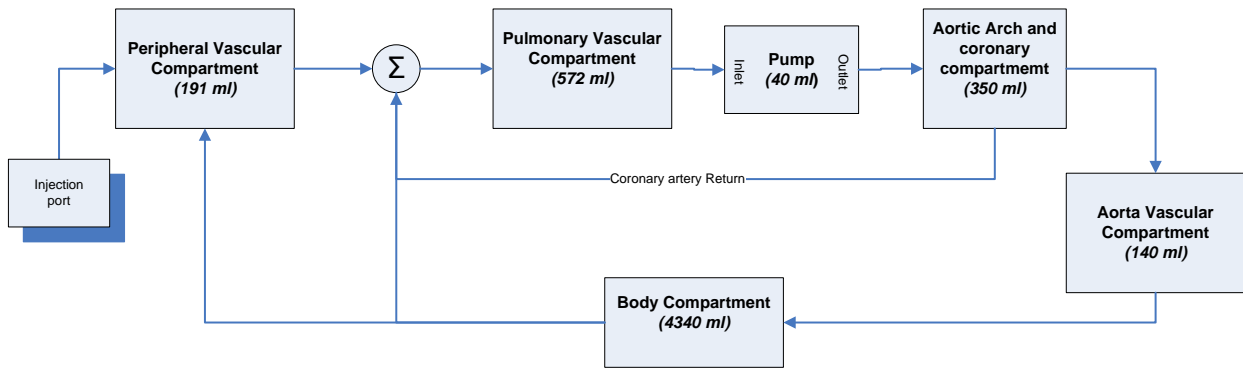 Peripheral Vascular
Compartment
(191 ml)
Σ
Pulmonary Vascular
Compartment
(572 ml)
Inlet
Pump
(40 ml)
Outlet
Aortic Arch and
coronary
compartmemt
(350 ml)
Injection
port
Coronary artery Return
Aorta Vascular
Compartment
(140 ml)
Body Compartment
(4340 ml)